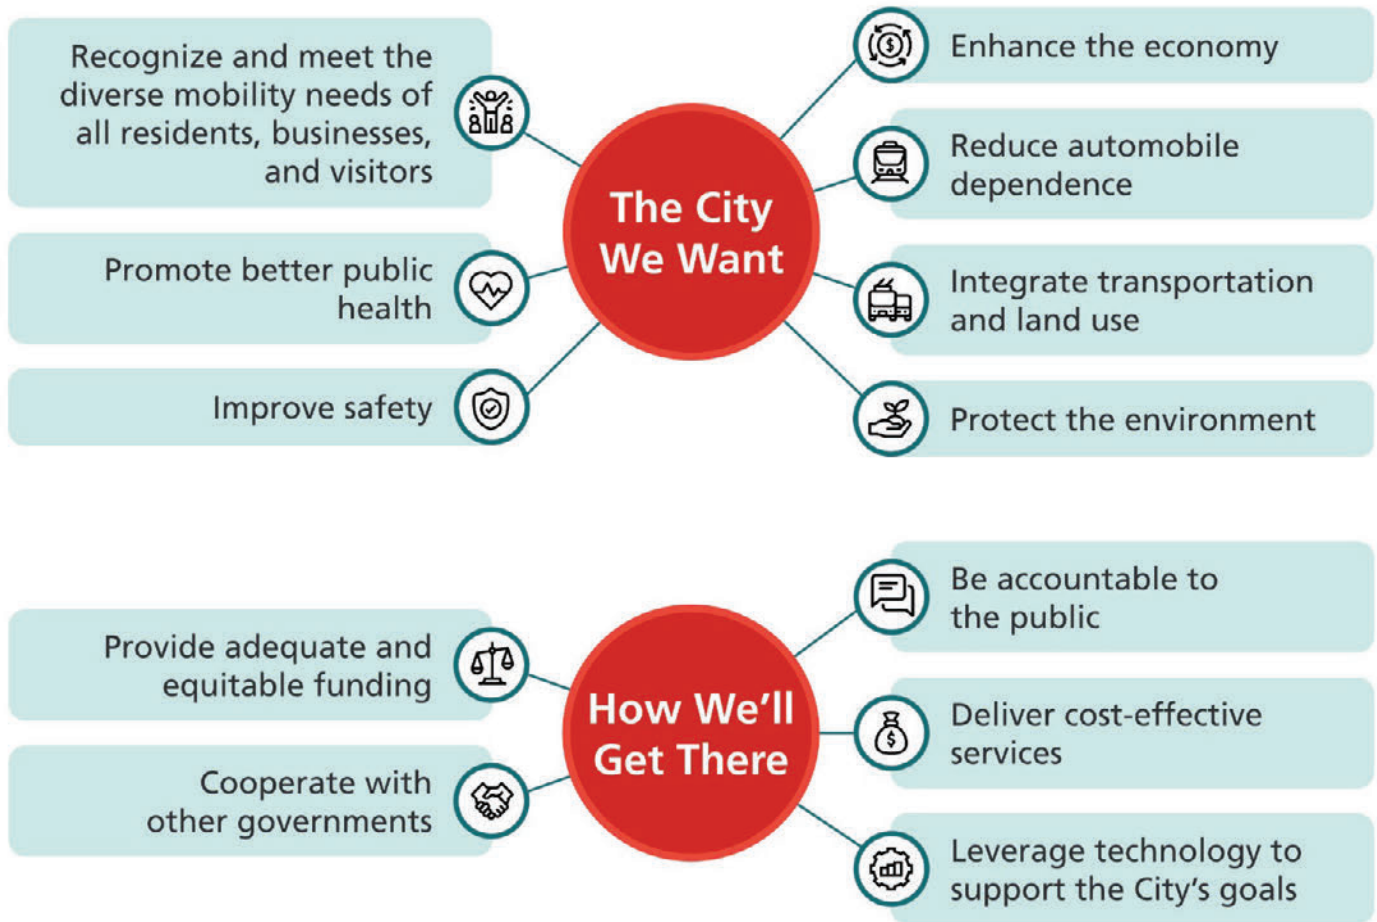 Recognize and meet the
diverse mobility needs of
all residents, businesses,
and visitors
Promote better public
health
Improve safety
The City
We Want
Enhance the economy
Reduce automobile
dependence
Integrate transportation
and land use
Protect the environment
Provide adequate and
equitable funding
Cooperate with
other governments
How We'll
Get There
Be accountable to
the public
Deliver cost-effective
services
Leverage technology to
support the City's goals